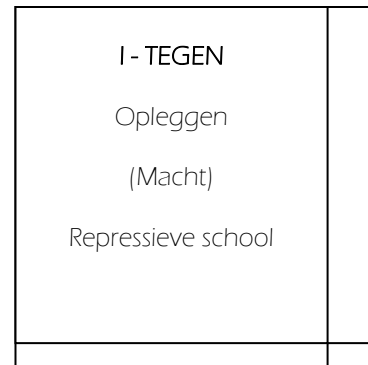 I - TEGEN
Opleggen
(Macht)
Repressieve school